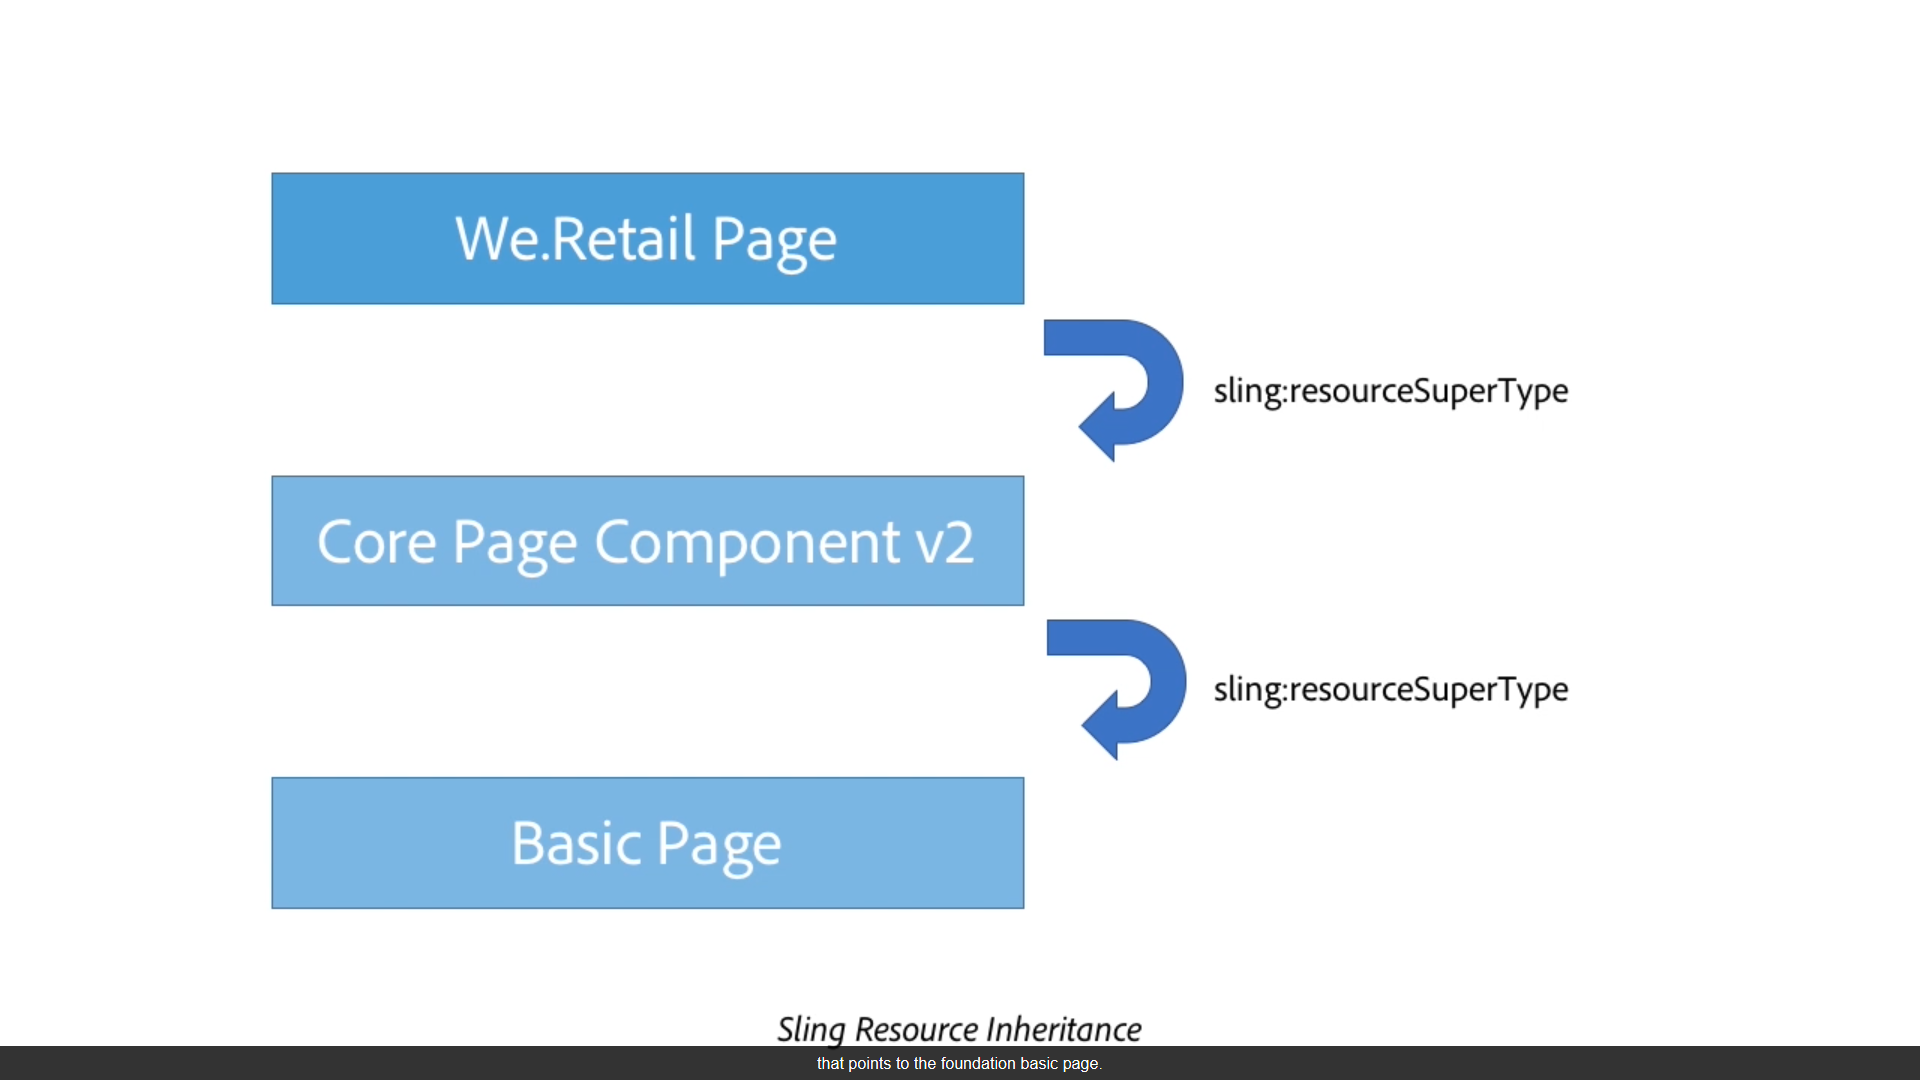 We.Retail Page
sling:resourceSuperType
Core Page Component v2
sling:resourceSuperType
Basic Page
Sling Resource Inheritance
that points to the foundation basic page.